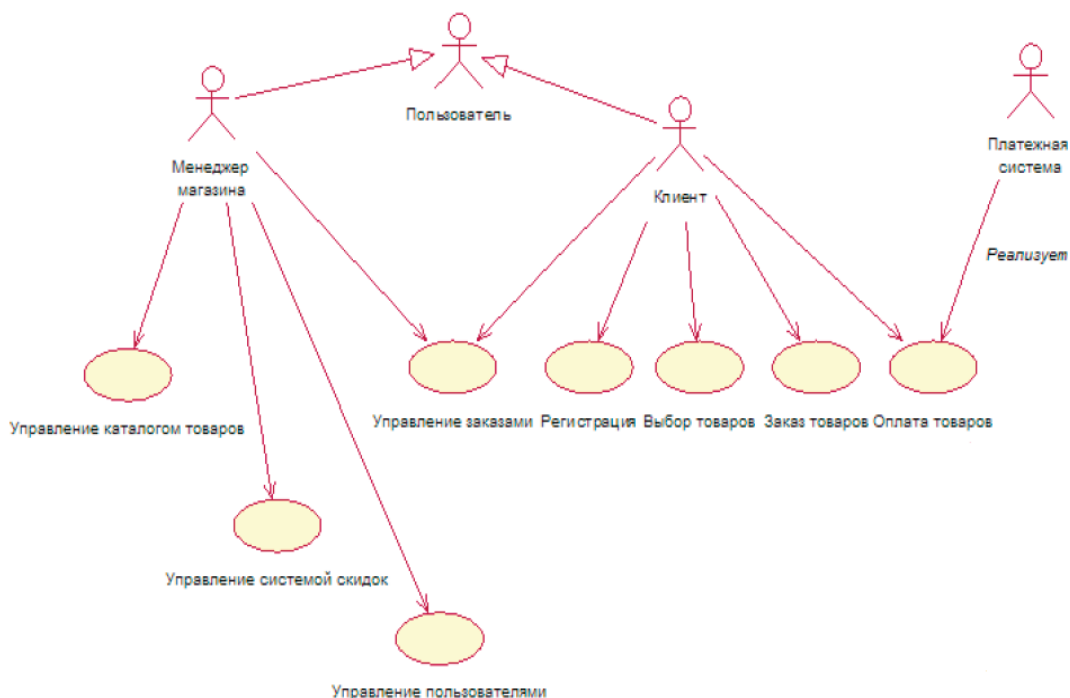 Пользователь
Менеджер
магазина
Клиент
Платежная
система
Реализует
Управление каталогом товаров
Управление заказами
Регистрация
Выбор товаров
Заказ товаров
Оплата товаров
Управление системой скидок
Управление пользователями